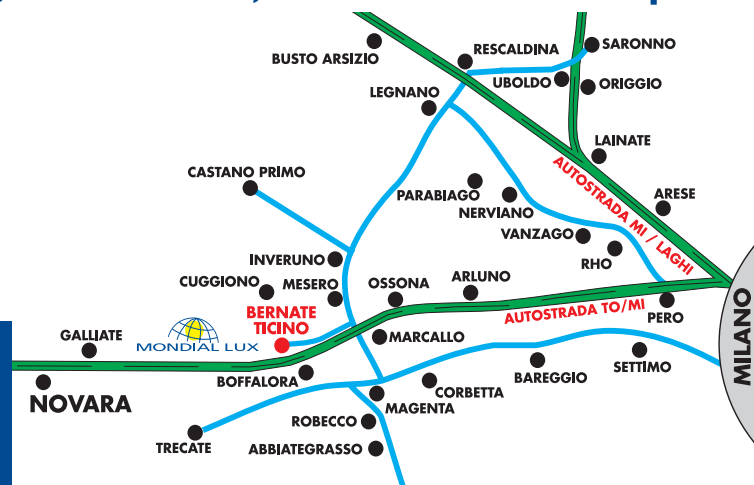 SARONNO
RESCALDINA
BUSTO ARSIZIO
UBOLDO
ORIGGIO
LEGNANO
LAINATE
CASTANO PRIMO
AUTOSTRADA MI / LAGHI
PARABIAGO
ARESE
NERVIANO
VANZAGO
INVERUNO
RHO
CUGGIONO
MESERO
OSSONA
ARLUNO
BERNATE
TICINO
AUTOSTRADA TO/MI
PERO
GALLIATE
MONDIAL LUX
MARCALLO
MILANO
SETTIMO
BAREGGIO
BOFFALORA
CORBETTA
NOVARA
MAGENTA
ROBECCO
TRECATE
ABBIATEGRASSO